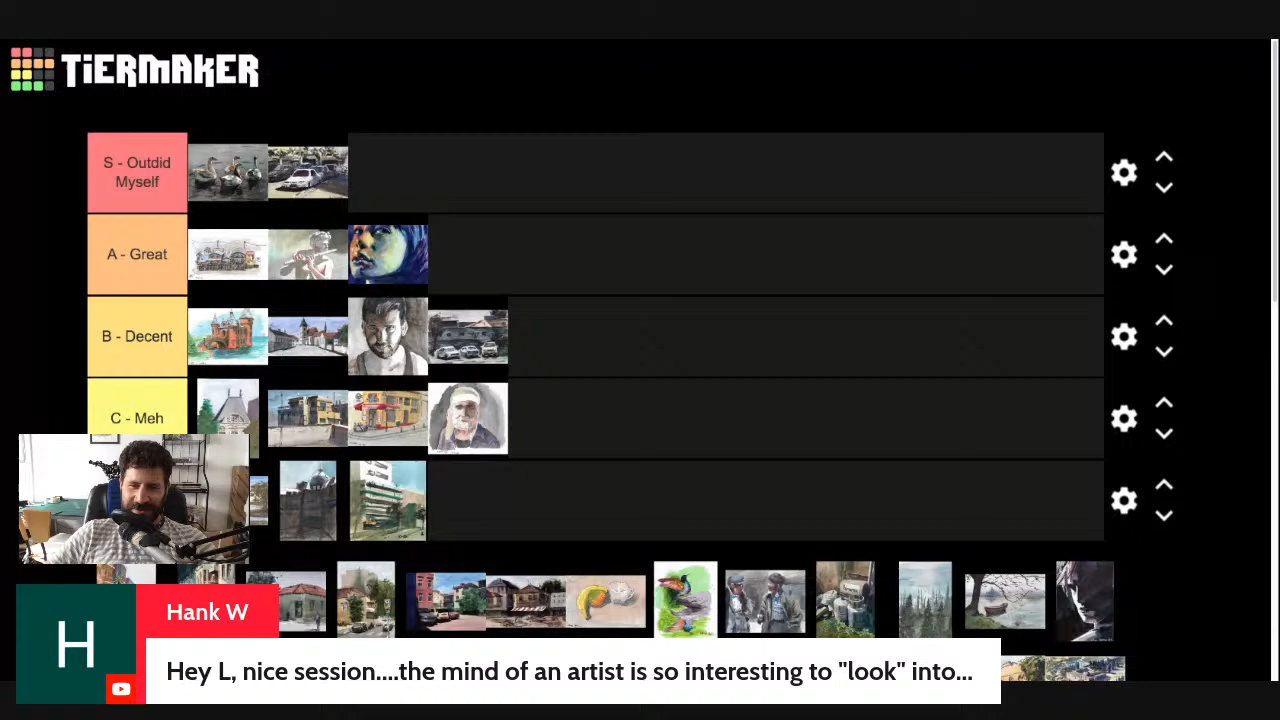 TiERMAKER
S - Outdid
Myself
A - Great
B - Decent
C - Meh
H
Hank W
Hey L, nice session....the mind of an artist is so interesting to "look" into...